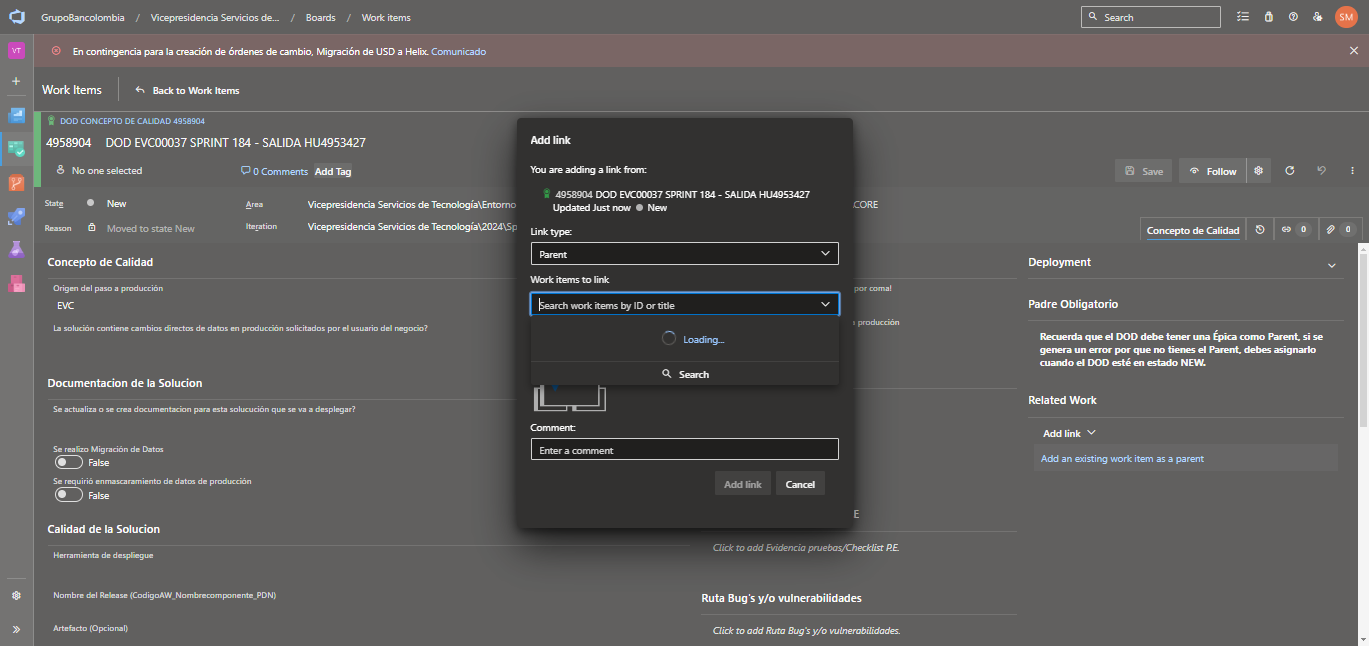 GrupoBancolombia / Vicepresidencia Servicios de... / Boards / Work items
Search
SM
VT
En contingencia para la creación de órdenes de cambio, Migración de USD a Helix. Comunicado
Work Items
Back to Work Items
DOD CONCEPTO DE CALIDAD 4958904
4958904 DOD EVC00037 SPRINT 184 - SALIDA HU4953427
No one selected
0 Comments
Add Tag
Save
Follow
State
New
Area
Vicepresidencia Servicios de Tecnología\Entorno
CORE
Reason
Moved to state New
Iteration
Vicepresidencia Servicios de Tecnología\2024\Sp
Concepto de Calidad
0
0
Concepto de Calidad
Origen del paso a producción
EVC
La solución contiene cambios directos de datos en producción solicitados por el usuario del negocio?
Documentacion de la Solucion
Se actualiza o se crea documentacion para esta solucución que se va a desplegar?
Se realizo Migración de Datos
False
Se requirió enmascaramiento de datos de producción
False
Calidad de la Solucion
Herramienta de despliegue
Nombre del Release (CodigoAW_Nombrecomponente_PDN)
Artefacto (Opcional)
Add link
You are adding a link from:
4958904 DOD EVC00037 SPRINT 184 - SALIDA HU4953427
Updated Just now
New
Link type:
Parent
Work items to link
Search work items by ID or title
Loading...
Search
Comment:
Enter a comment
Add link
Cancel
por coma!
producción
E
Click to add Evidencia pruebas/Checklist P.E.
Ruta Bug's y/o vulnerabilidades
Click to add Ruta Bug's y/o vulnerabilidades.
Deployment
Padre Obligatorio
Recuerda que el DOD debe tener una Épica como Parent, si se
genera un error por que no tienes el Parent, debes asignarlo
cuando el DOD esté en estado NEW.
Related Work
Add link
Add an existing work item as a parent